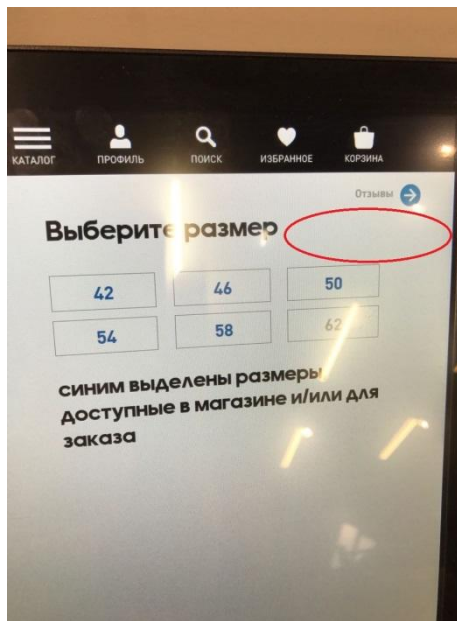 КАТАЛОГ ПРОФИЛЬ ПОИСК ИЗБРАННОЕ КОРЗИНА
Отзывы
Выберите размер
42 46 50
54 58 62
синим выделены размеры
доступные в магазине и/или для
заказа